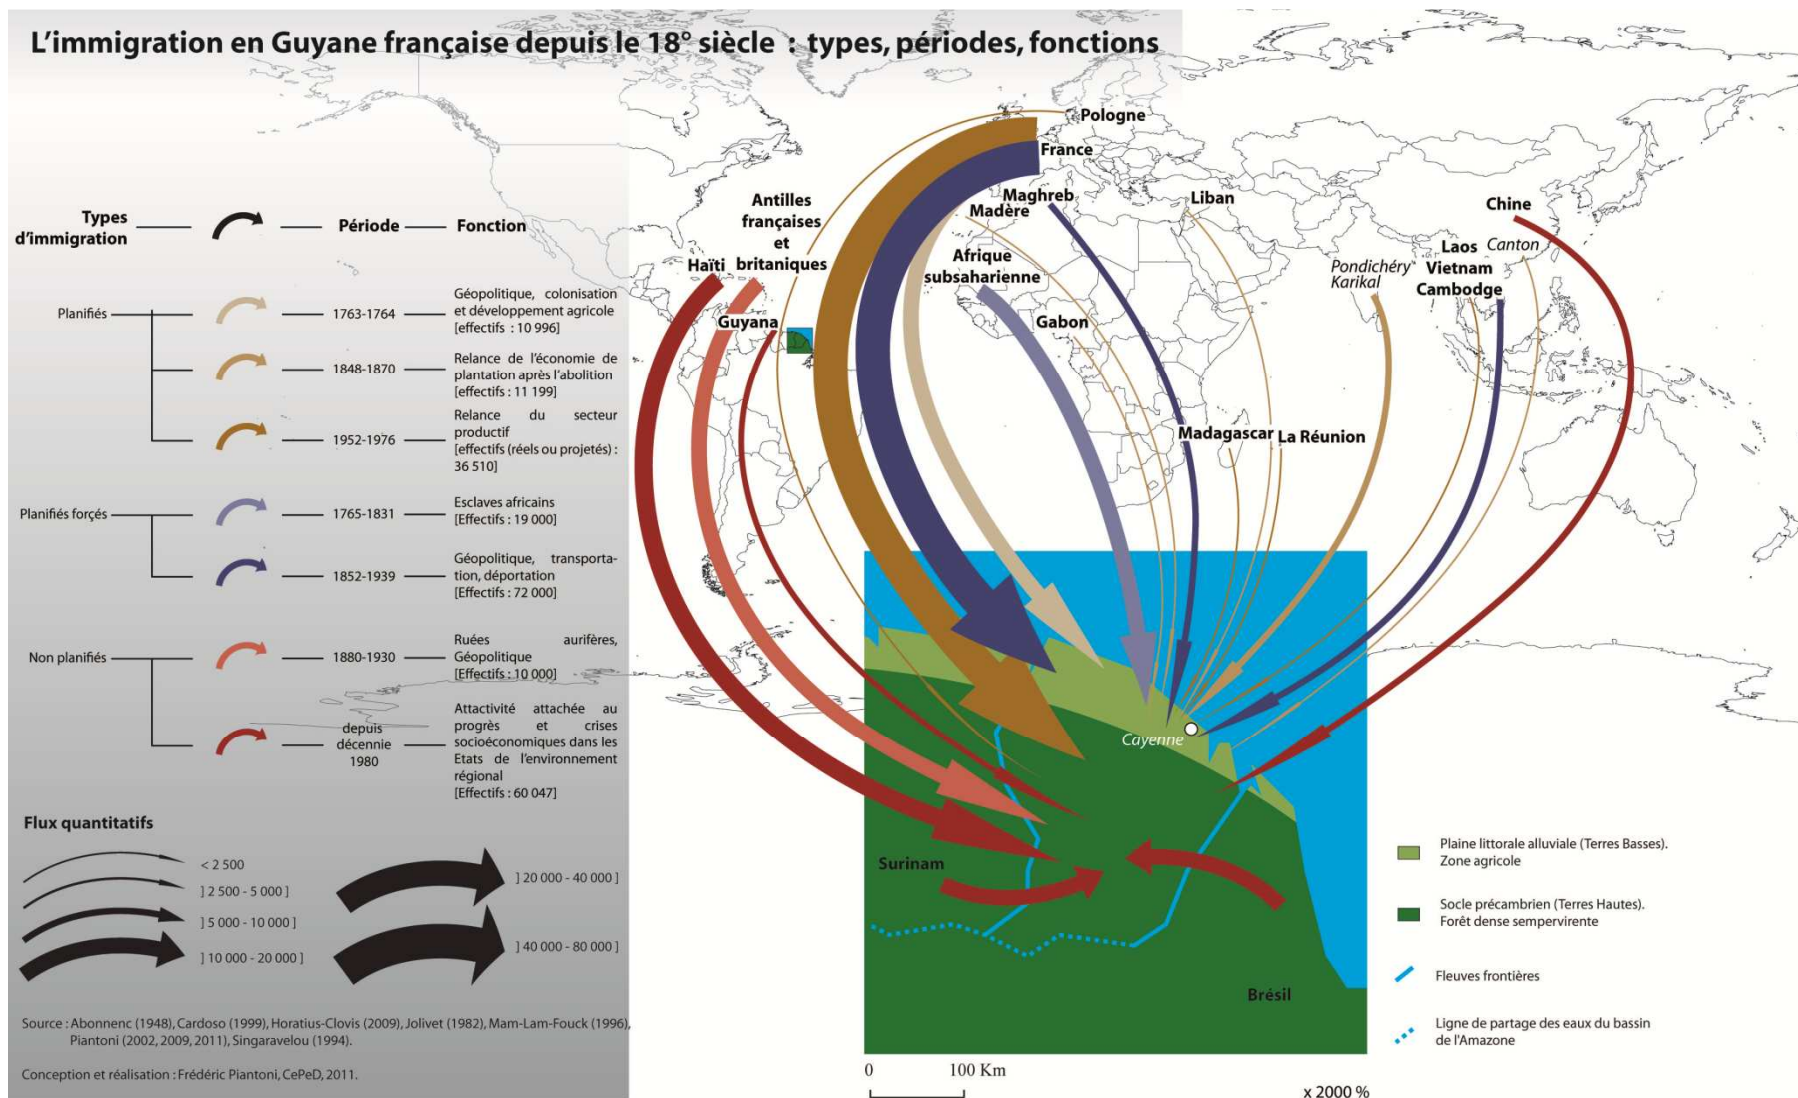 L'immigration en Guyane française depuis le 18° siècle : types, périodes, fonctions
Types
d'immigration
Période
Fonction
Planifiés
1763-1764
Géopolitique, colonisation
et développement agricole
[effectifs : 10 996]
1848-1870
Relance de l'économie de
plantation après l'abolition
[effectifs : 11 199]
1952-1976
Relance du secteur
productif
[effectifs (réels ou projetés) :
36 510]
Planifiés forçés
1765-1831
Esclaves africains
[Effectifs : 19 000]
1852-1939
Géopolitique, transporta-
tion, déportation
[Effectifs : 72 000]
Non planifiés
1880-1930
Ruées aurifères,
Géopolitique
[Effectifs : 10 000]
depuis
décennie
1980
Attactivité attachée au
progrès et crises
socioéconomiques dans les
Etats de l'environnement
régional
[Effectifs : 60 047]
Flux quantitatifs
< 2 500
] 2 500 - 5 000 ]
] 5 000 - 10 000 ]
] 10 000 - 20 000 ]
] 20 000 - 40 000 ]
] 40 000 - 80 000 ]
Source : Abonnenc (1948), Cardoso (1999), Horatius-Clovis (2009), Jolivet (1982), Mam-Lam-Fouck (1996),
Piantoni (2002, 2009, 2011), Singaravelou (1994).
Conception et réalisation : Frédéric Piantoni, CePeD, 2011.
Pologne
France
Maghreb
Madère
Liban
Chine
Antilles
françaises
et
britaniques
Haïti
Guyana
Afrique
subsaharienne
Gabon
Pondichéry
Karikal
Laos
Vietnam
Cambodge
Canton
Madagascar
La Réunion
Cayenne
Surinam
Brésil
0 100 Km
x 2000 %
Plaine littorale alluviale (Terres Basses).
Zone agricole
Socle précambrien (Terres Hautes).
Forêt dense sempervirente
Fleuves frontières
Ligne de partage des eaux du bassin
de l'Amazone